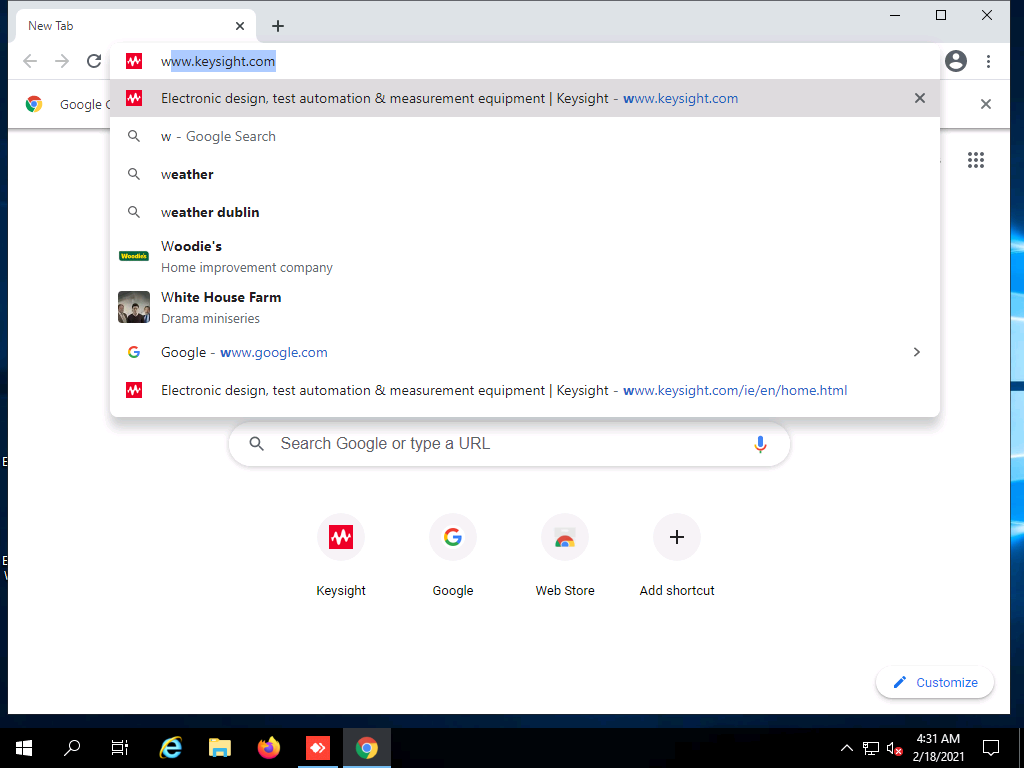 New Tab
www.keysight.com
Google
Electronic design, test automation & measurement equipment | Keysight - www.keysight.com
w - Google Search
weather
weather dublin
Woodie's
Woodie's
Home improvement company
White House Farm
Drama miniseries
Google - www.google.com
Electronic design, test automation & measurement equipment | Keysight - www.keysight.com/ie/en/home.html
Search Google or type a URL
Keysight
Google
Web Store
Add shortcut
Customize
4:31 AM
2/18/2021